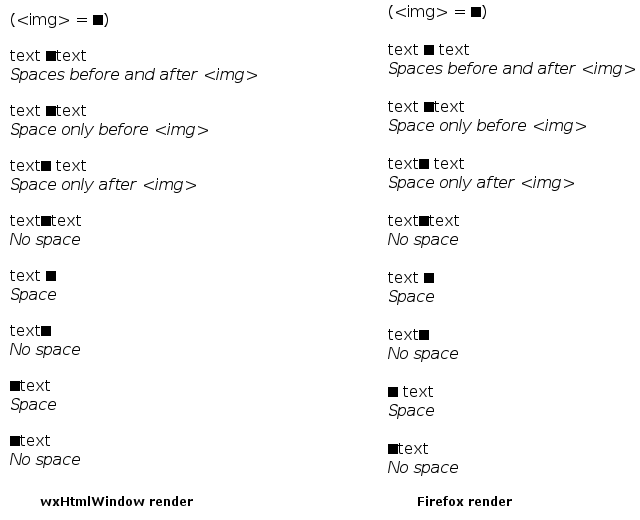 (<img> = ■)
text ■text
Spaces before and after <img>
text ■text
Space only before <img>
text■ text
Space only after <img>
text■text
No space
text ■
Space
text■
No space
■text
Space
■text
No space
wxHtmlWindow render
(<img> = ■)
text ■ text
Spaces before and after <img>
text ■text
Space only before <img>
text■ text
Space only after <img>
text■text
No space
text ■
Space
text■
No space
■ text
Space
■text
No space
Firefox render